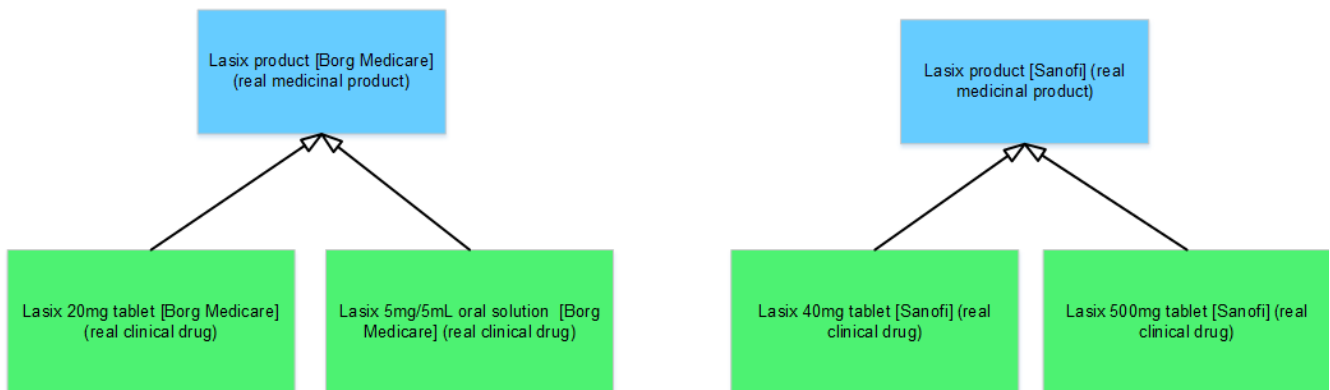 Lasix product [Borg Medicare]
(real medicinal product)
Lasix product [Sanofi] (real
medicinal product)
Lasix 20mg tablet [Borg Medicare]
(real clinical drug)
Lasix 5mg/5mL oral solution  [Borg
Medicare] (real clinical drug)
Lasix 40mg tablet [Sanofi] (real
clinical drug)
Lasix 500mg tablet [Sanofi] (real
clinical drug)